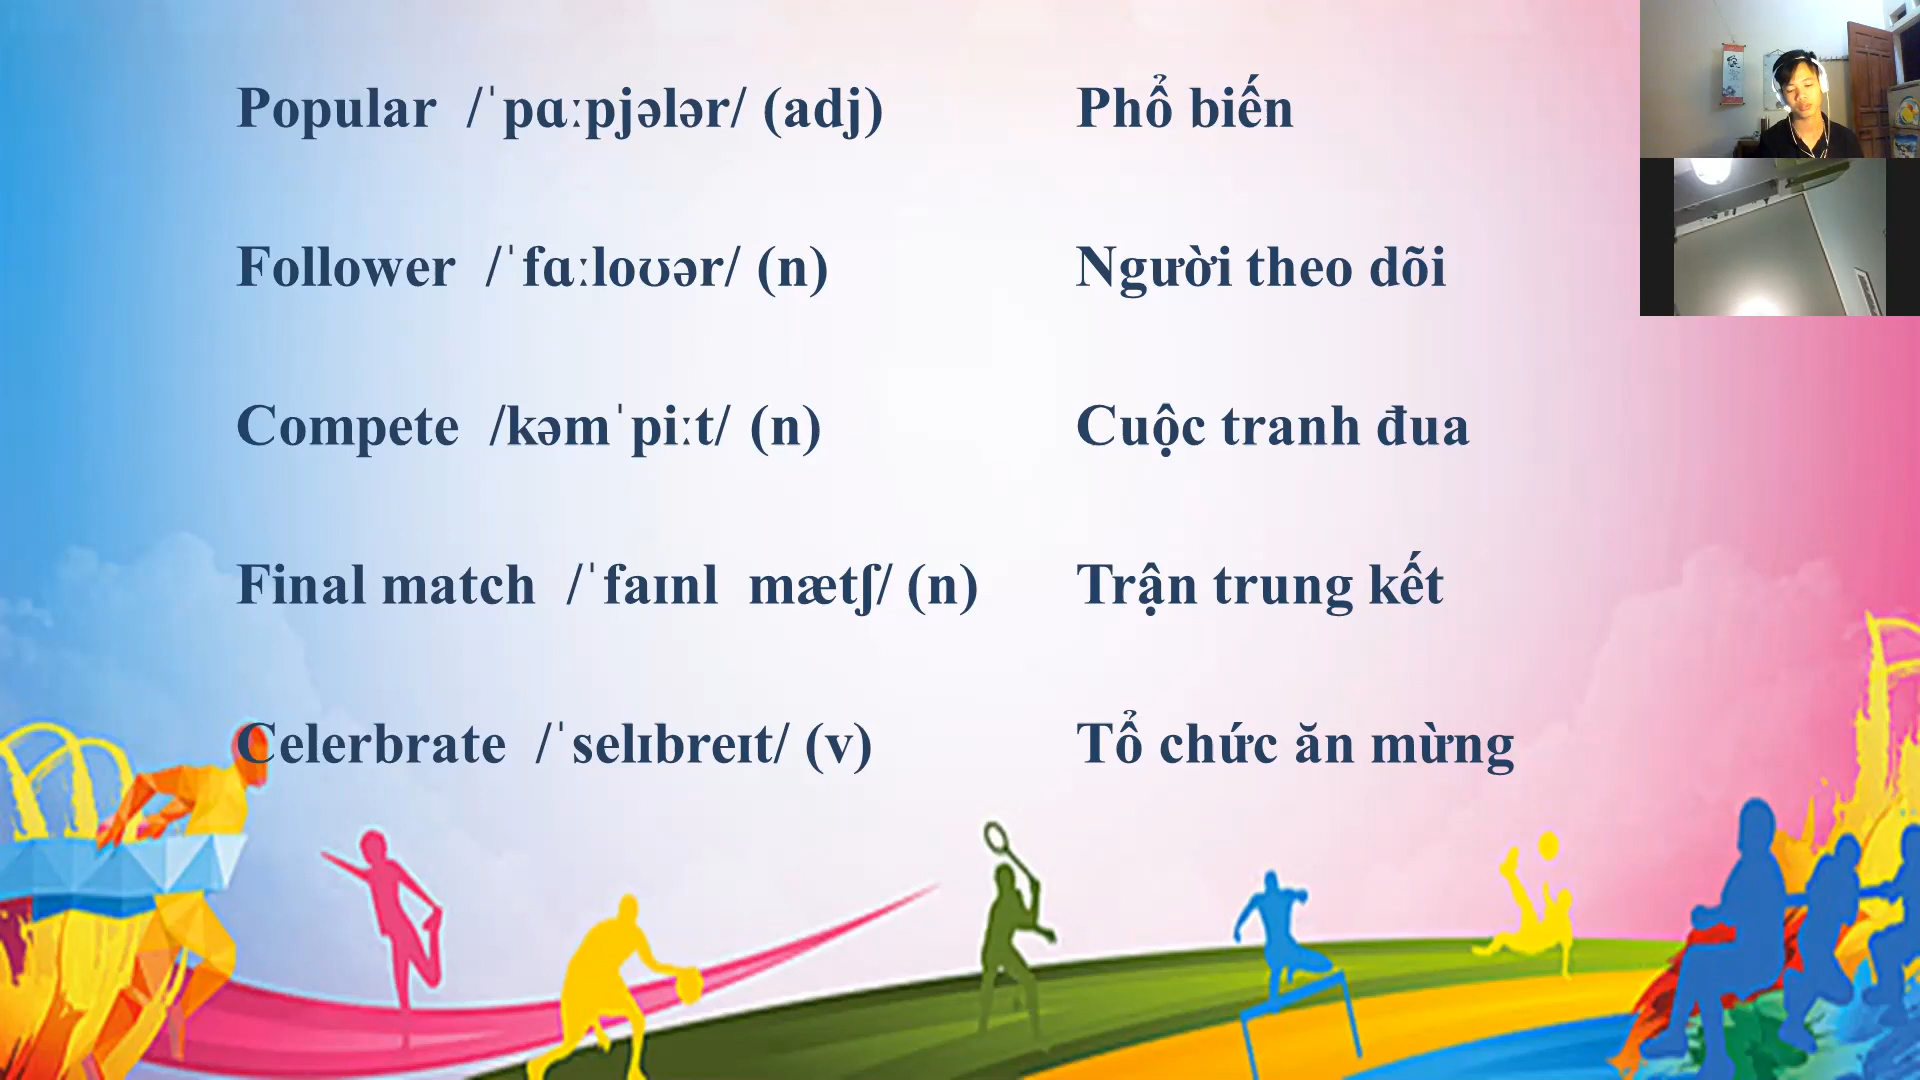 Popular /ˈpɑːpjələr/ (adj) Phổ biến
Follower /ˈfɑːloʊər/ (n) Người theo dõi
Compete /kəmˈpiːt/ (n) Cuộc tranh đua
Final match /ˈfaɪnl mætʃ/ (n) Trận trung kết
Celerbrate /ˈselɪbreɪt/ (v) Tổ chức ăn mừng